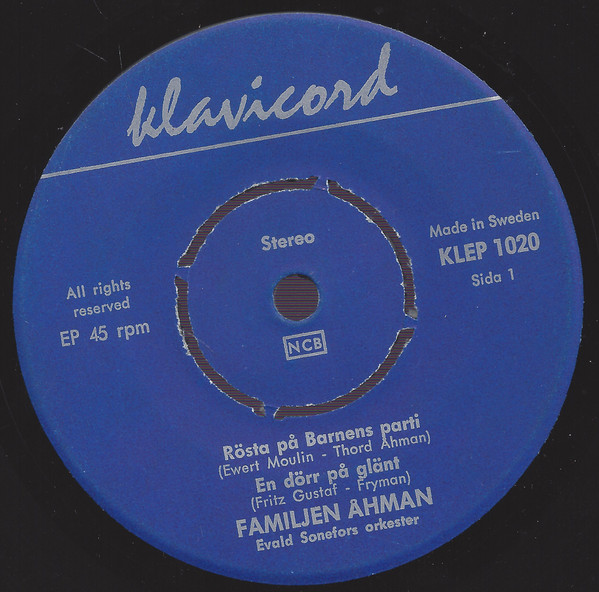 klavicord
Stereo
Made in Sweden
KLEP 1020
Sida 1
All rights
reserved
EP 45 rpm
NCB
Rösta på Barnens parti
(Ewert Moulin - Thord Åhman)
En dörr på glänt
(Fritz Gustaf - Fryman)
FAMILJEN ÅHMAN
Evald Sonefors orkester